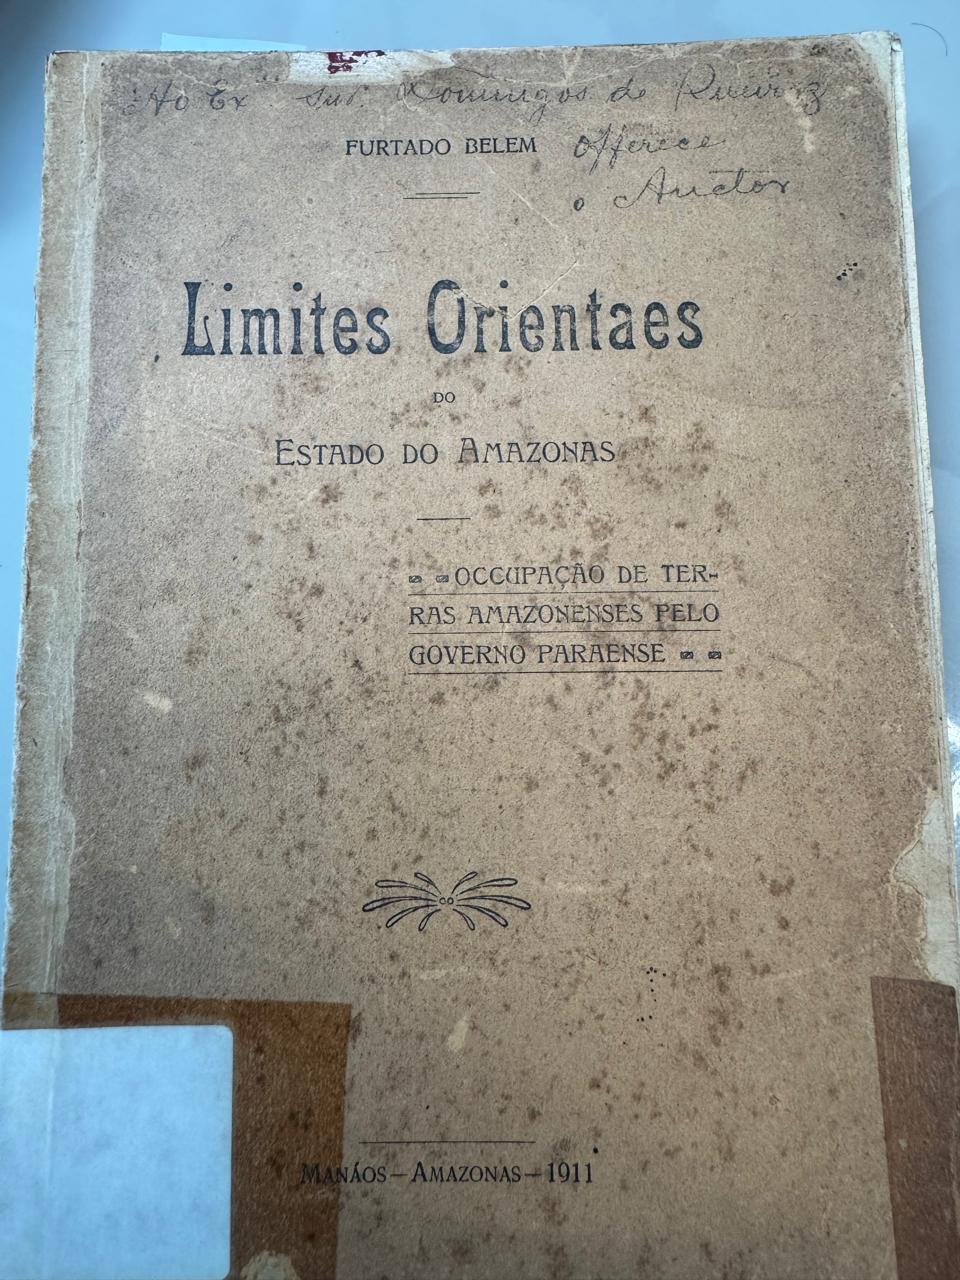 Ao Ex.mo Snr. Domingos de Queiroz
FURTADO BELEM
offerece
o Auctor
Limites Orientaes
DO
ESTADO DO AMAZONAS
OCCUPAÇÃO DE TER-
RAS AMAZONENSES PELO
GOVERNO PARAENSE
MANÁOS—AMAZONAS—1911